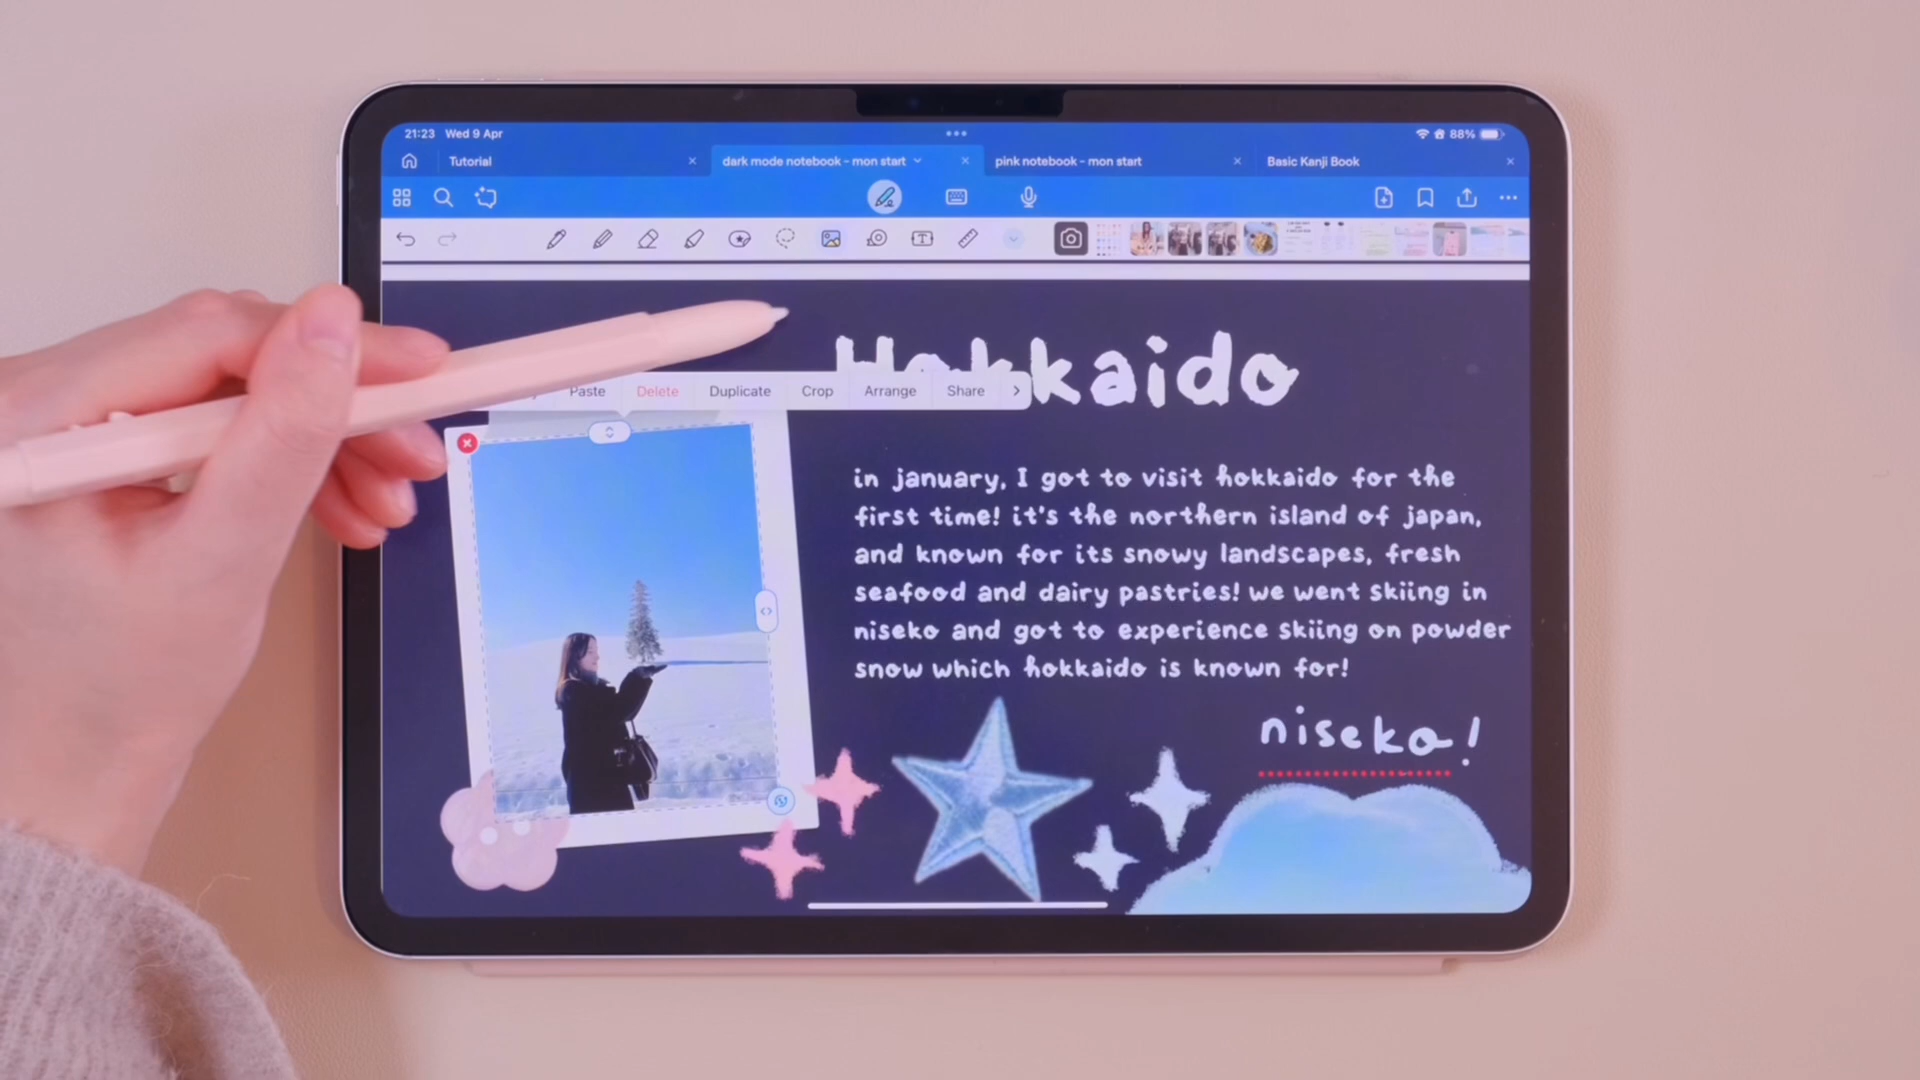 21:23 Wed 9 Apr
88%
Tutorial
dark mode notebook - mon start
pink notebook - mon start
Basic Kanji Book
Hokkaido
Paste Delete Duplicate Crop Arrange Share
in january, I got to visit hokkaido for the
first time! it's the northern island of japan,
and known for its snowy landscapes, fresh
seafood and dairy pastries! we went skiing in
niseko and got to experience skiing on powder
snow which hokkaido is known for!
niseko!